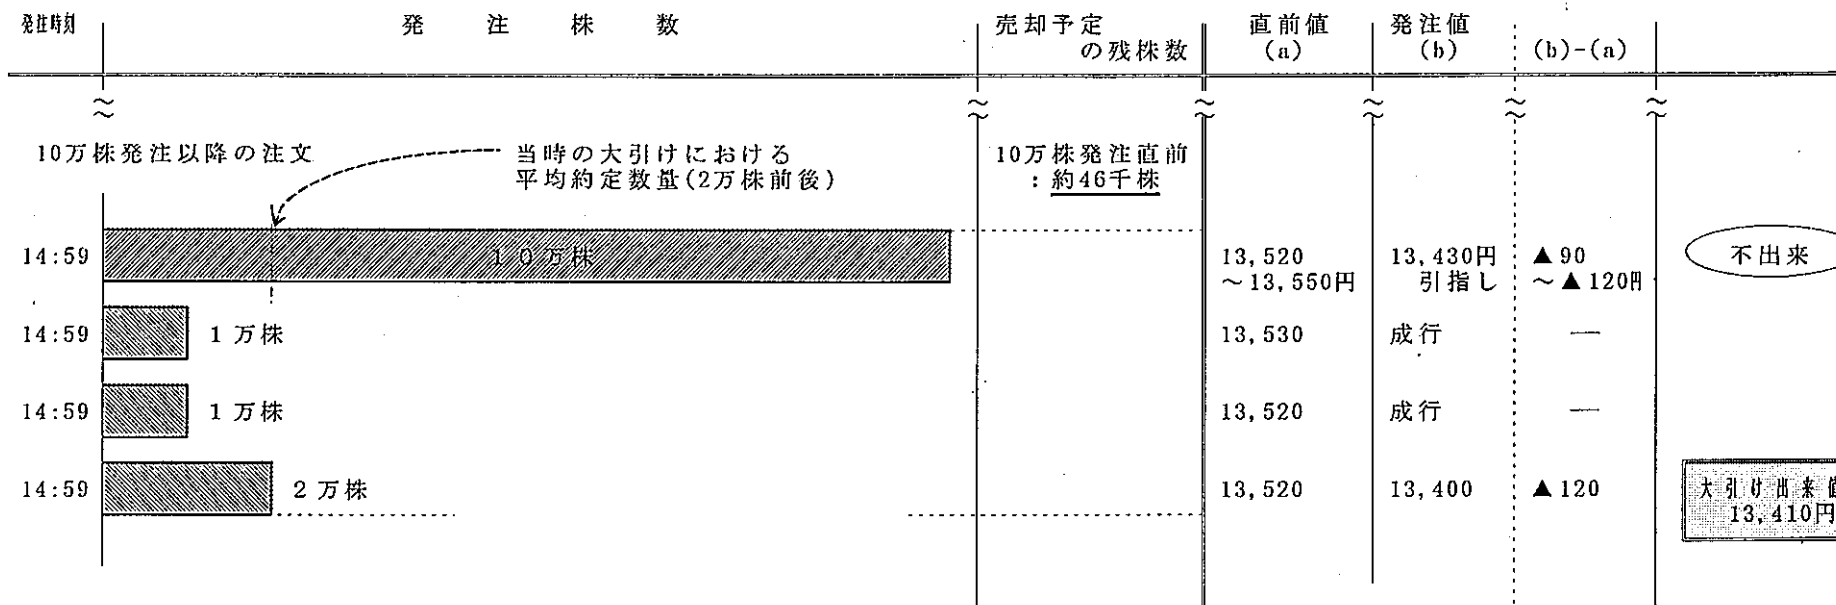 発注時刻 発注株数 売却予定の残株数 直前値(a) 発注値(b) (b)-(a)
10万株発注以降の注文
当時の大引けにおける
平均約定数量(2万株前後)
10万株発注直前
:約46千株
14:59 10万株 13,520 13,430円 ▲90 不出来
～13,550円 引指し ～▲120円
14:59 1万株 13,530 成行 ―
14:59 1万株 13,520 成行 ―
14:59 2万株 13,520 13,400 ▲120 大引け出来値
13,410円